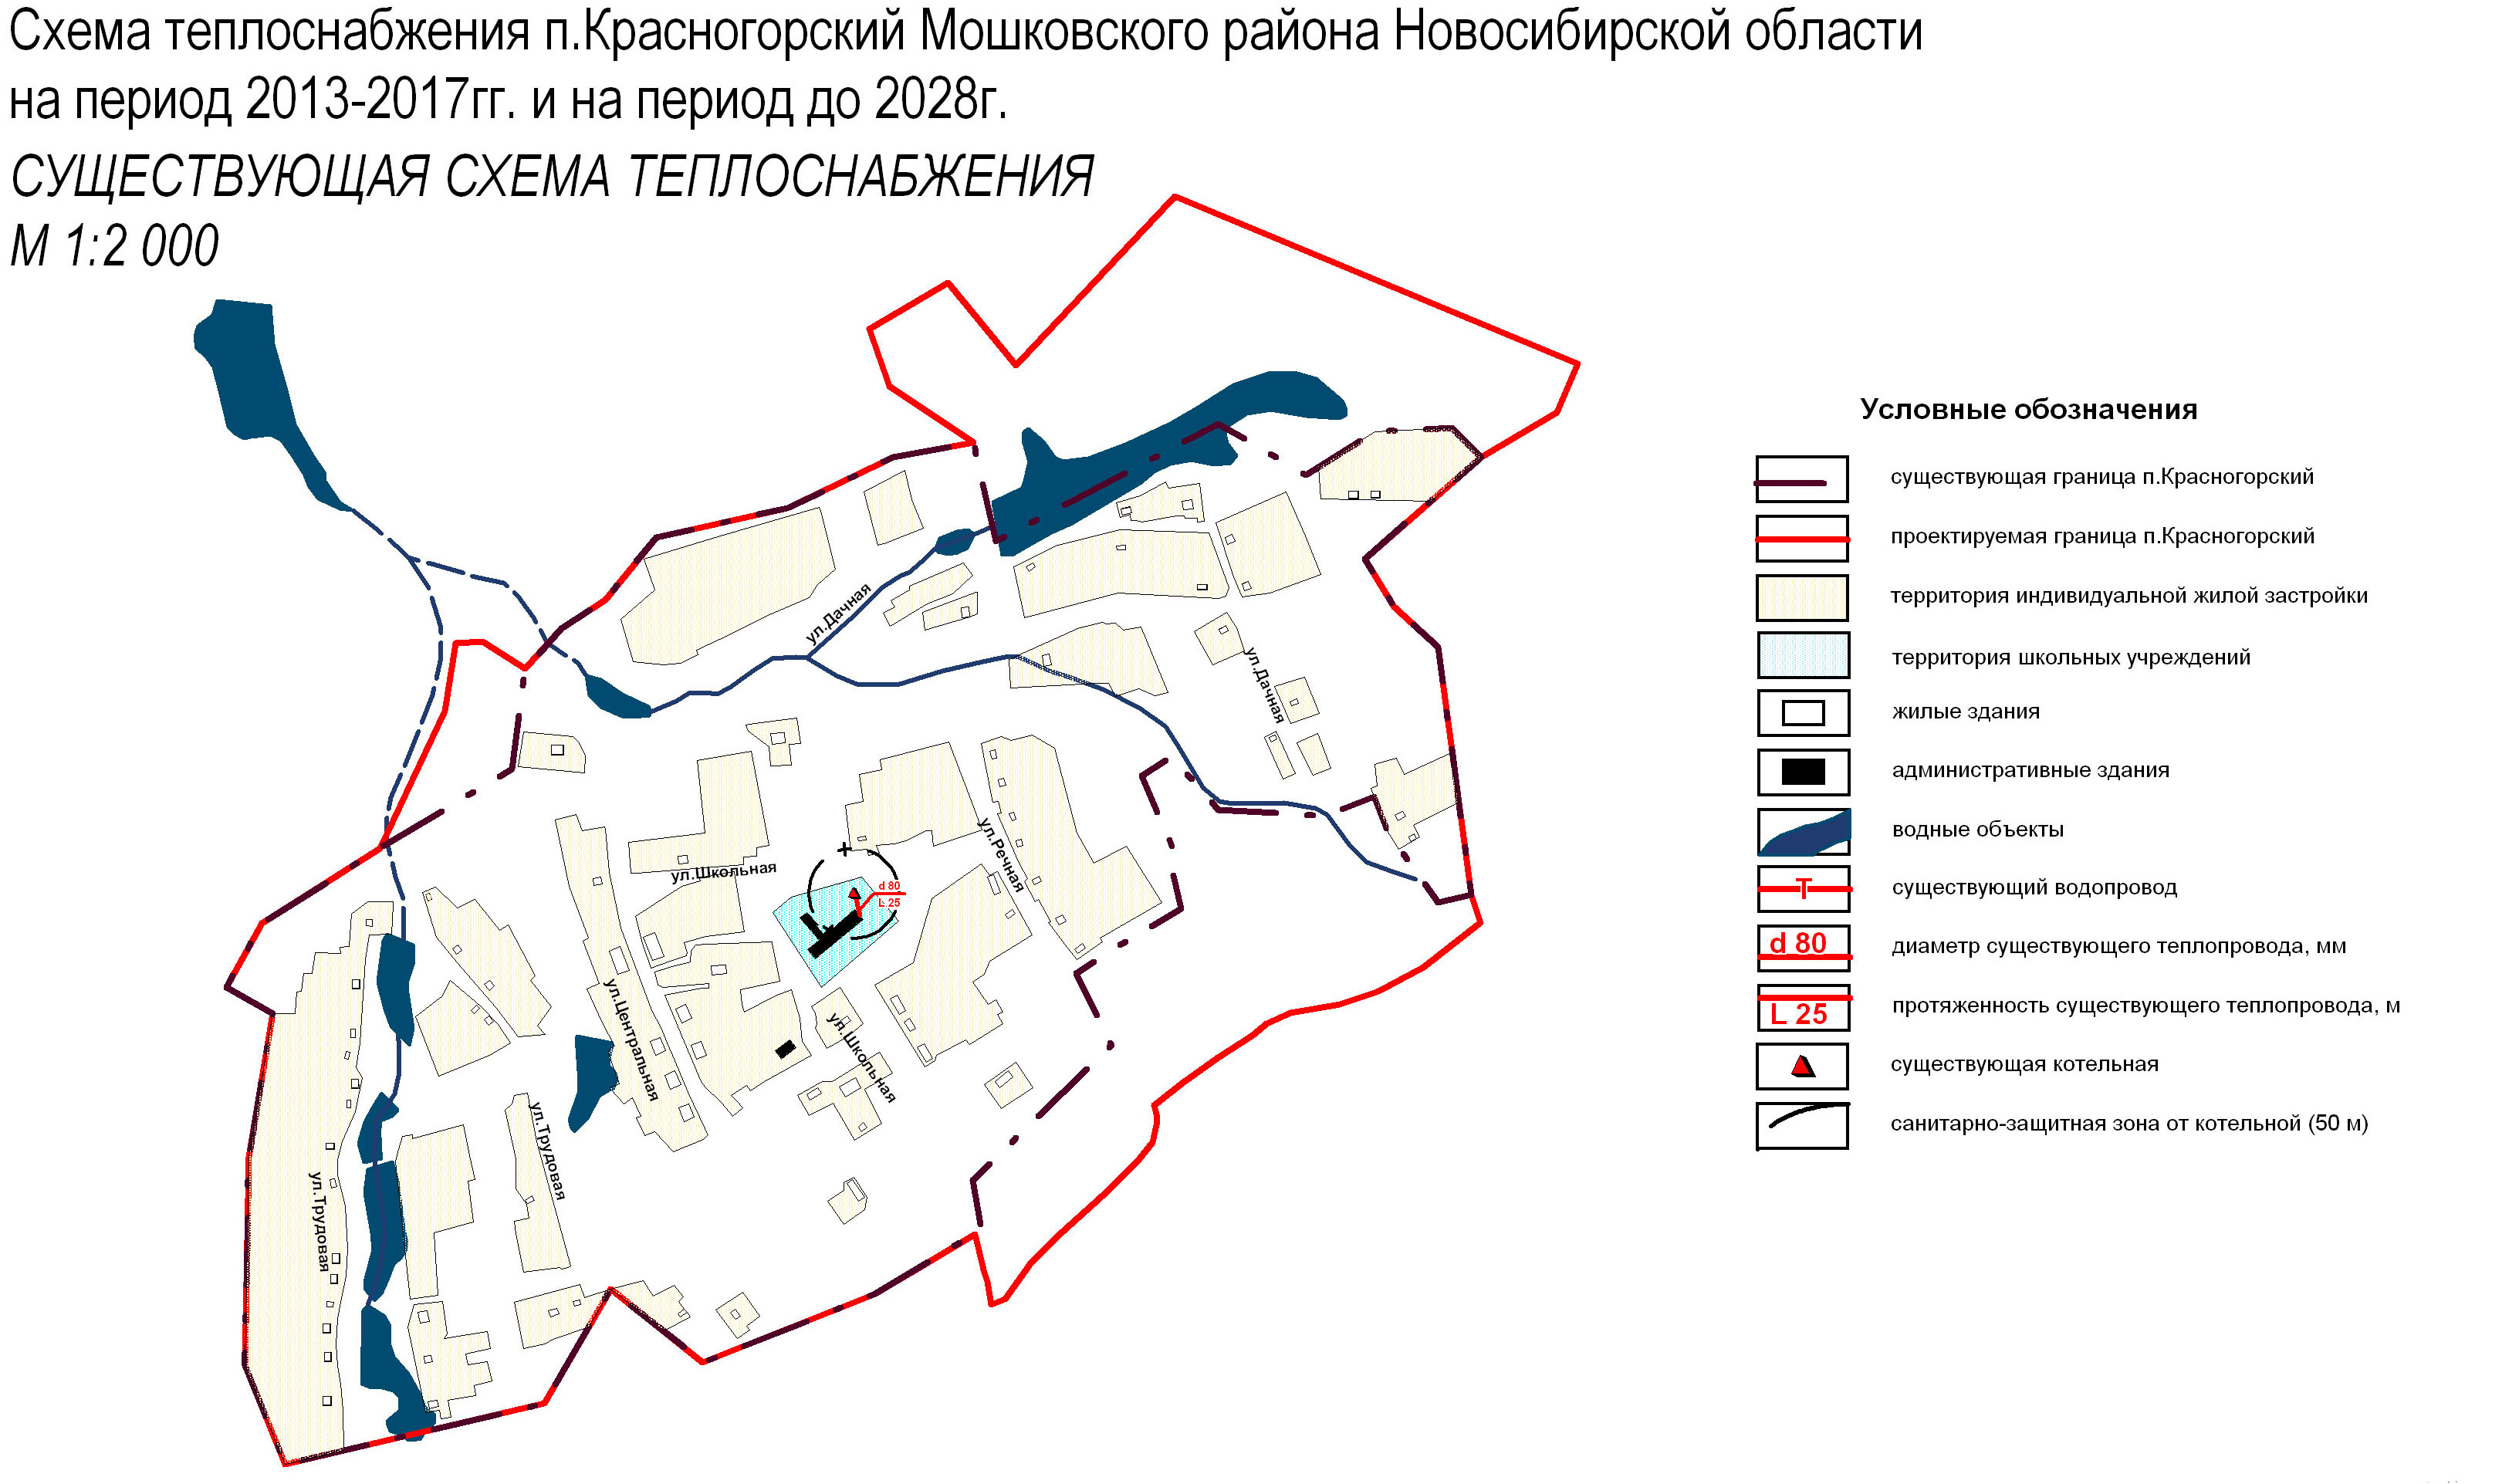 Схема теплоснабжения п.Красногорский Мошковского района Новосибирской области
на период 2013-2017гг. и на период до 2028г.
СУЩЕСТВУЮЩАЯ СХЕМА ТЕПЛОСНАБЖЕНИЯ
М 1:2 000
ул.Дачная
ул.Дачная
ул.Речная
ул.Школьная
d 80
L 25
ул.Центральная
ул.Школьная
ул.Трудовая
ул.Трудовая
Условные обозначения
существующая граница п.Красногорский
проектируемая граница п.Красногорский
территория индивидуальной жилой застройки
территория школьных учреждений
жилые здания
административные здания
водные объекты
Т существующий водопровод
d 80 диаметр существующего теплопровода, мм
L 25 протяженность существующего теплопровода, м
существующая котельная
санитарно-защитная зона от котельной (50 м)